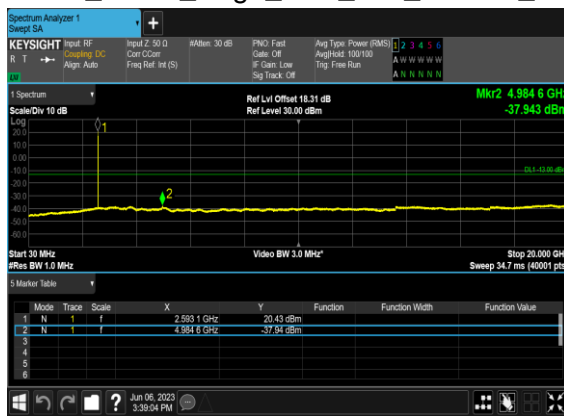 Spectrum Analyzer 1
Swept SA
+
KEYSIGHT
R T
LXI
Input: RF
Coupling: DC
Align: Auto
Input Z: 50 Ω
Corr CCorr
Freq Ref: Int (S)
#Atten: 30 dB
PNO: Fast
Gate: Off
IF Gain: Low
Sig Track: Off
Avg Type: Power (RMS)
Avg|Hold: 100/100
Trig: Free Run
1 2 3 4 5 6
A W W W W W
A N N N N N
1 Spectrum
Scale/Div 10 dB
Ref Lvl Offset 18.31 dB
Ref Level 30.00 dBm
Mkr2 4.984 6 GHz
-37.943 dBm
Log
20.0
10.0
0.00
-10.0
-20.0
-30.0
-40.0
-50.0
-60.0
1
2
DL1 -13.00 dBm
Start 30 MHz
#Res BW 1.0 MHz
Video BW 3.0 MHz*
Stop 20.000 GHz
Sweep 34.7 ms (40001 pts)
5 Marker Table
Mode Trace Scale X Y Function Function Width Function Value
1 N 1 f 2.593 1 GHz 20.43 dBm
2 N 1 f 4.984 6 GHz -37.94 dBm
3
4
5
6
?
Jun 06, 2023
3:39:04 PM